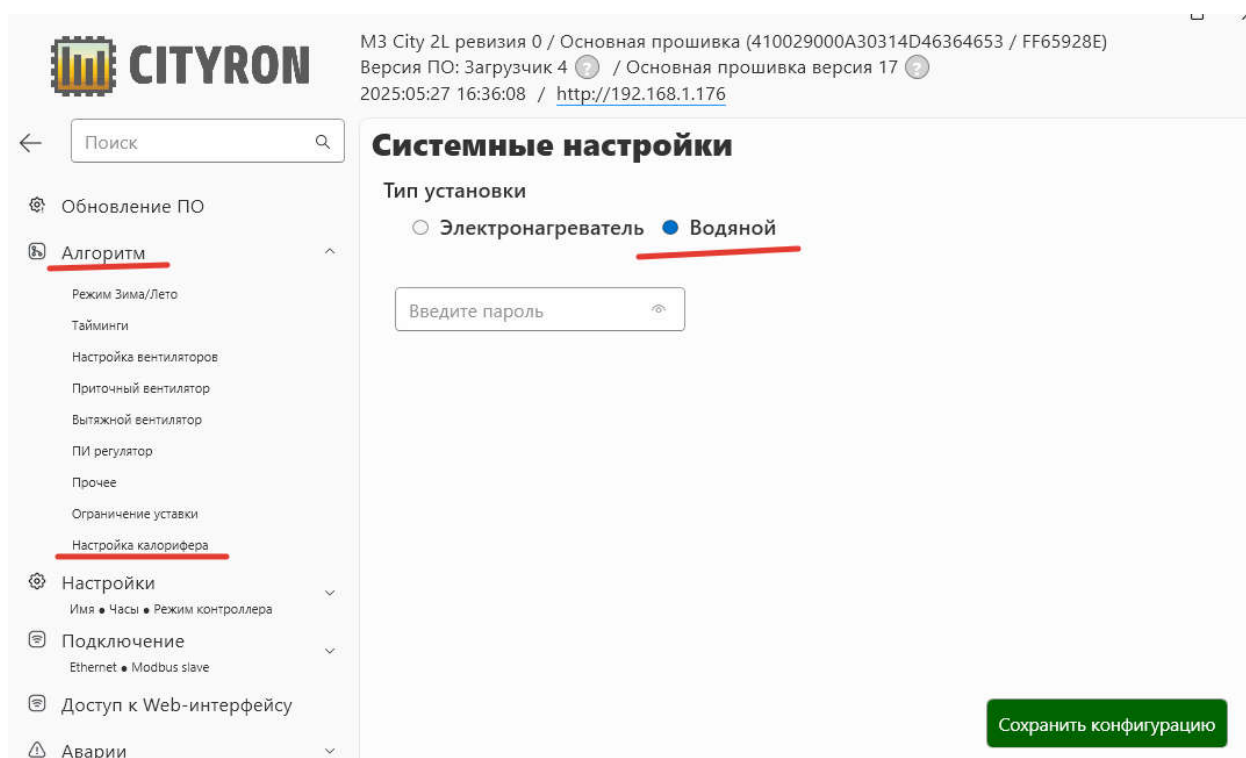 CITYRON
M3 City 2L ревизия 0 / Основная прошивка (410029000A30314D46364653 / FF65928E)
Версия ПО: Загрузчик 4 ? / Основная прошивка версия 17 ?
2025:05:27 16:36:08 / http://192.168.1.176
Поиск
Обновление ПО
Алгоритм
Режим Зима/Лето
Тайминги
Настройка вентиляторов
Приточный вентилятор
Вытяжной вентилятор
ПИ регулятор
Прочее
Ограничение уставки
Настройка калорифера
Настройки
Имя ● Часы ● Режим контроллера
Подключение
Ethernet ● Modbus slave
Доступ к Web-интерфейсу
Аварии
Системные настройки
Тип установки
Электронагреватель Водяной
Введите пароль
Сохранить конфигурацию